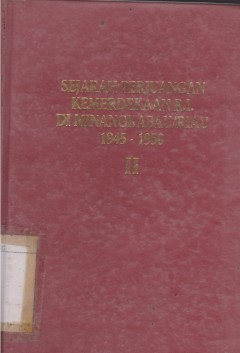 SEJARAH PERJUANGAN
KEMERDEKAAN R.I.
DI MINANGKABAU/RIAU
1945 - 1950
II